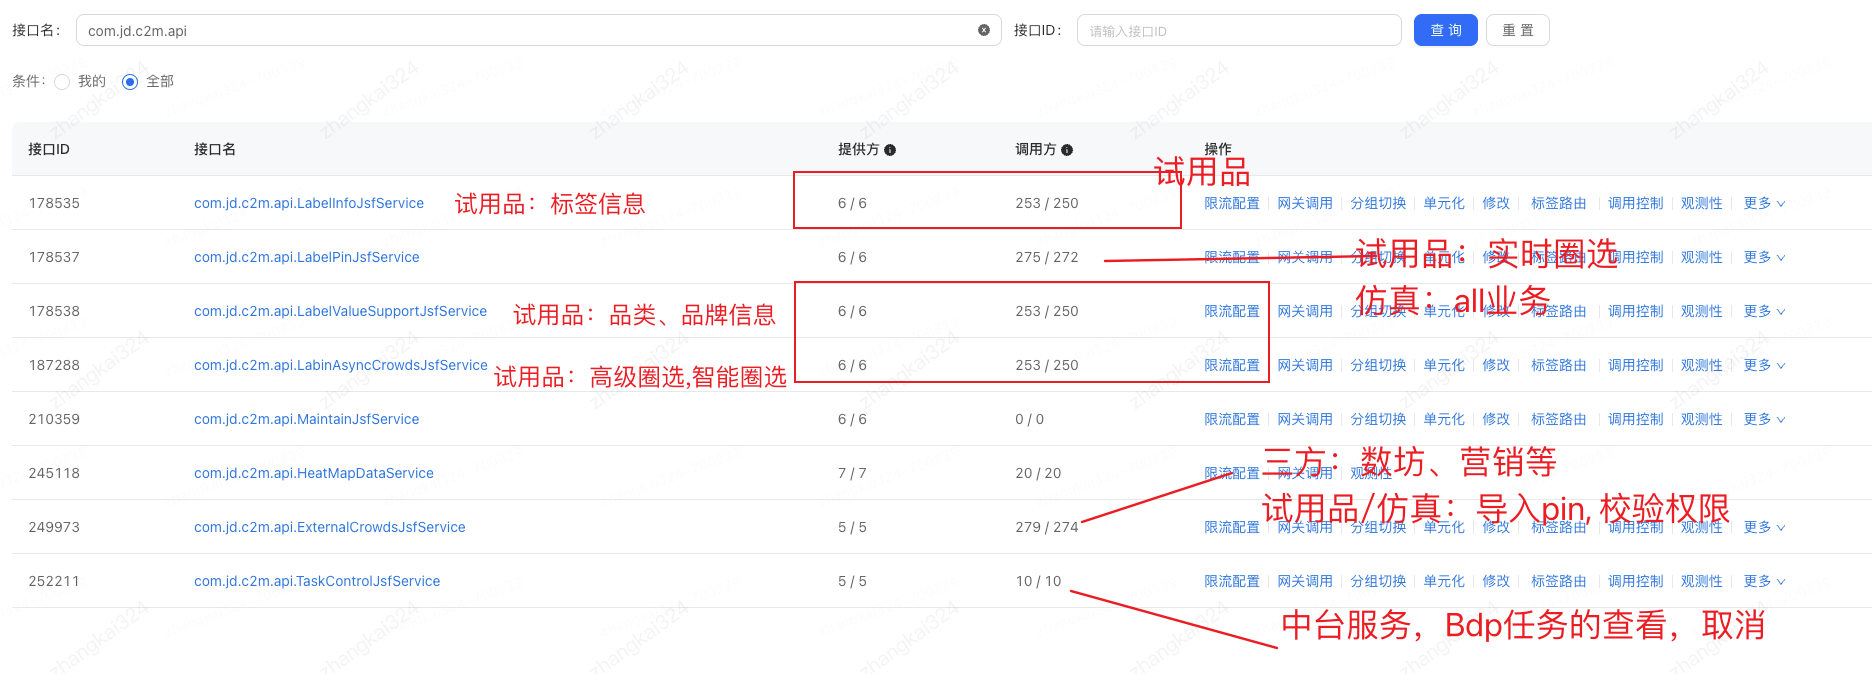 接口名： com.jd.c2m.api 接口ID： 请输入接口ID 查 询 重 置
条件： 我的 全部
接口ID 接口名 提供方 调用方 操作
试用品
178535 com.jd.c2m.api.LabelInfoJsfService 试用品：标签信息 6 / 6 253 / 250 限流配置 网关调用 分组切换 单元化 修改 标签路由 调用控制 观测性 更多
178537 com.jd.c2m.api.LabelPinJsfService 6 / 6 275 / 272 限流配置 网关调用 分组切换 单元化 修改 标签路由 调用控制 观测性 更多
试用品：实时圈选
仿真：all业务
178538 com.jd.c2m.api.LabelValueSupportJsfService 试用品：品类、品牌信息 6 / 6 253 / 250 限流配置 网关调用 分组切换 单元化 修改 标签路由 调用控制 观测性 更多
187288 com.jd.c2m.api.LabinAsyncCrowdsJsfService 试用品：高级圈选,智能圈选 6 / 6 253 / 250 限流配置 网关调用 分组切换 单元化 修改 标签路由 调用控制 观测性 更多
210359 com.jd.c2m.api.MaintainJsfService 6 / 6 0 / 0 限流配置 网关调用 分组切换 单元化 修改 标签路由 调用控制 观测性 更多
三方：数坊、营销等
245118 com.jd.c2m.api.HeatMapDataService 7 / 7 20 / 20 限流配置 网关调用 观测性
试用品/仿真：导入pin, 校验权限
249973 com.jd.c2m.api.ExternalCrowdsJsfService 5 / 5 279 / 274 限流配置 网关调用 分组切换 单元化 修改 标签路由 调用控制 观测性 更多
252211 com.jd.c2m.api.TaskControlJsfService 5 / 5 10 / 10 限流配置 网关调用 分组切换 单元化 修改 标签路由 调用控制 观测性 更多
中台服务，Bdp任务的查看，取消
zhangkai324